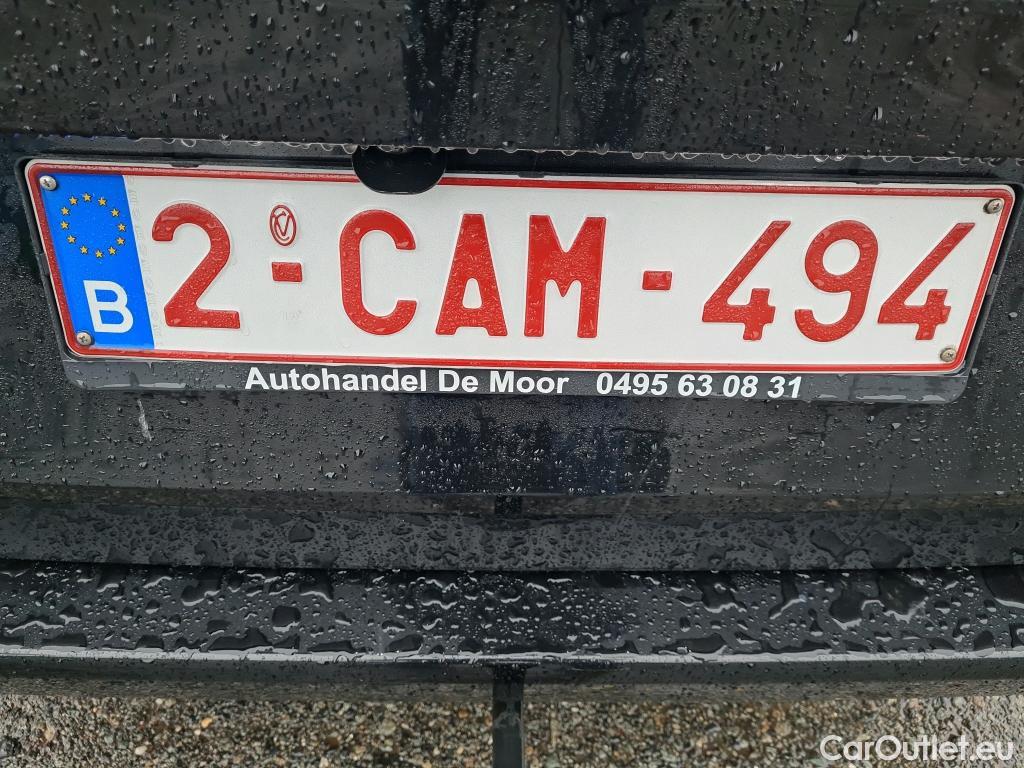 B 2-CAM-494
Autohandel De Moor 0495 63 08 31
CarOutlet.eu